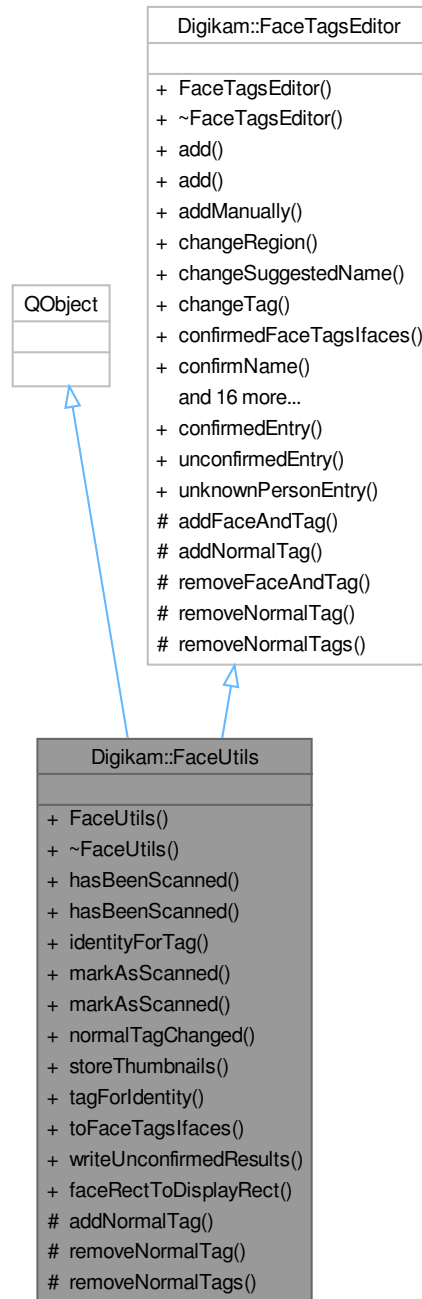 Digikam::FaceTagsEditor
+ FaceTagsEditor()
+ ~FaceTagsEditor()
+ add()
+ add()
+ addManually()
+ changeRegion()
+ changeSuggestedName()
+ changeTag()
+ confirmedFaceTagsIfaces()
+ confirmName()
and 16 more...
+ confirmedEntry()
+ unconfirmedEntry()
+ unknownPersonEntry()
# addFaceAndTag()
# addNormalTag()
# removeFaceAndTag()
# removeNormalTag()
# removeNormalTags()
QObject
Digikam::FaceUtils
+ FaceUtils()
+ ~FaceUtils()
+ hasBeenScanned()
+ hasBeenScanned()
+ identityForTag()
+ markAsScanned()
+ markAsScanned()
+ normalTagChanged()
+ storeThumbnails()
+ tagForIdentity()
+ toFaceTagsIfaces()
+ writeUnconfirmedResults()
+ faceRectToDisplayRect()
# addNormalTag()
# removeNormalTag()
# removeNormalTags()